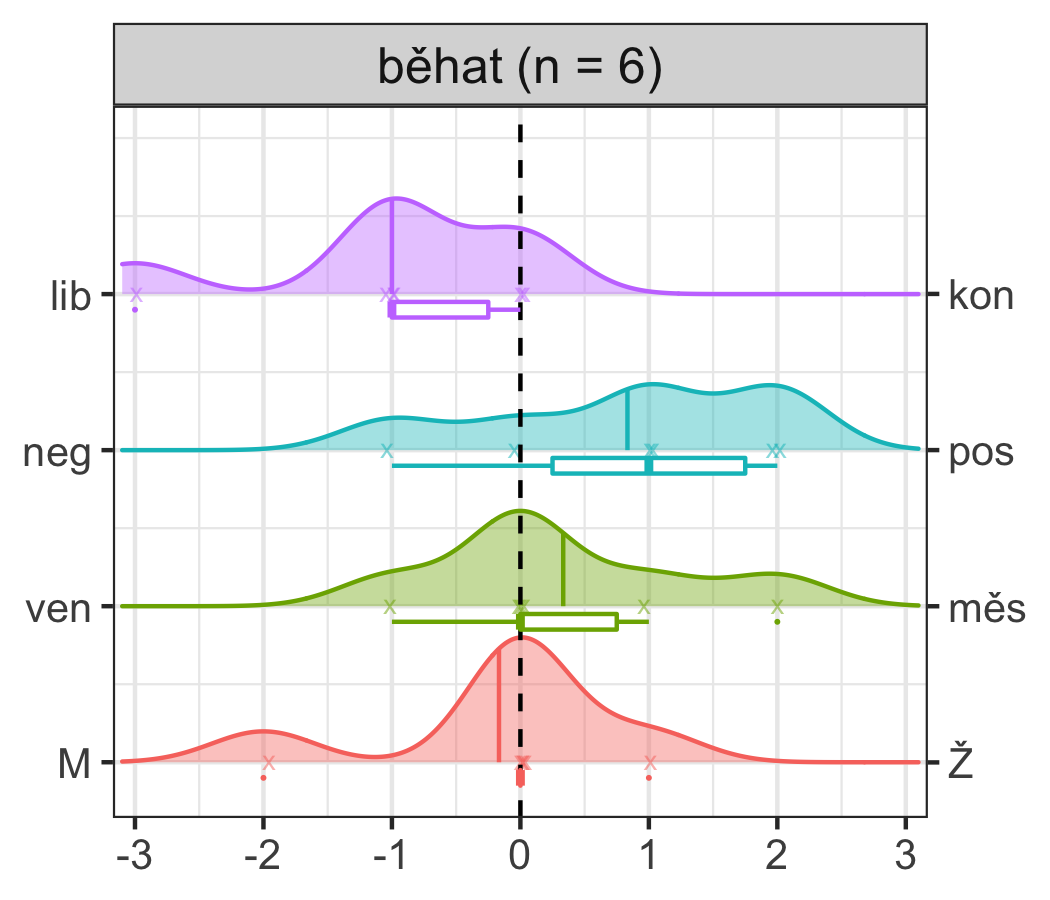 běhat (n = 6)
lib kon
neg pos
ven měs
M Ž
-3 -2 -1 0 1 2 3